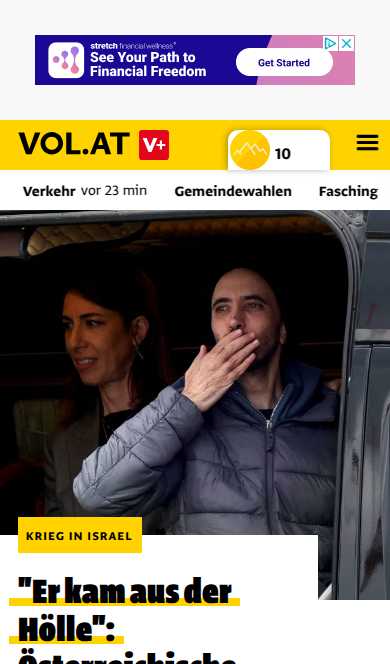 stretch financial wellness
See Your Path to
Financial Freedom
Get Started
VOL.AT V+
10
Verkehr vor 23 min Gemeindewahlen Fasching
KRIEG IN ISRAEL
"Er kam aus der
Hölle":
Österreichische